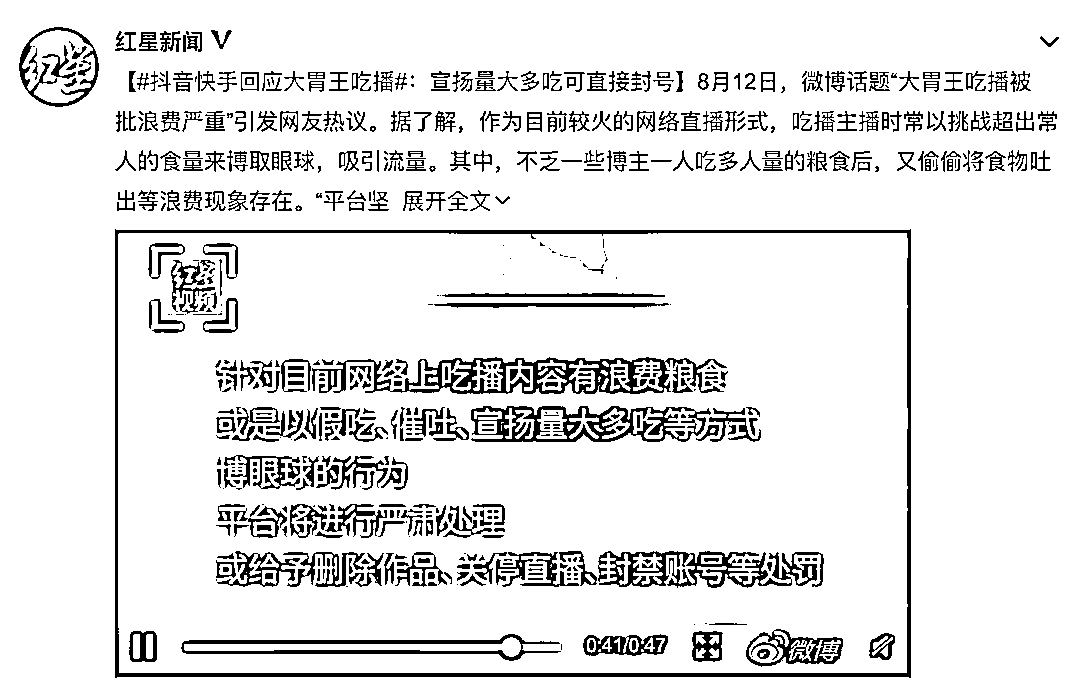 红星
红星新闻 V
【#抖音快手回应大胃王吃播#：宣扬量大多吃可直接封号】8月12日，微博话题“大胃王吃播被
批浪费严重”引发网友热议。据了解，作为目前较火的网络直播形式，吃播主播时常以挑战超出常
人的食量来博取眼球，吸引流量。其中，不乏一些博主一人吃多人量的粮食后，又偷偷将食物吐
出等浪费现象存在。“平台坚 展开全文
红星
视频
针对目前网络上吃播内容有浪费粮食
或是以假吃、催吐、宣扬量大多吃等方式
博眼球的行为
平台将进行严肃处理
或给予删除作品、关停直播、封禁账号等处罚
0:41/0:47 微博